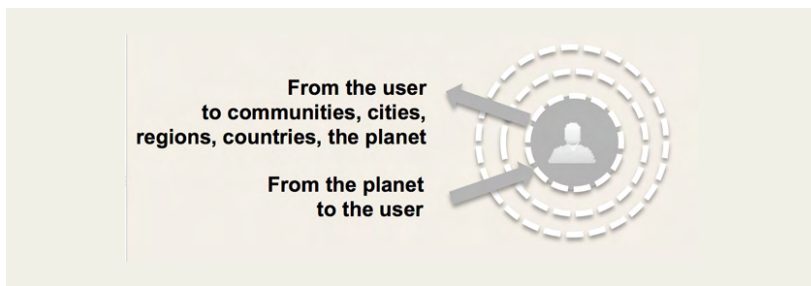 From the user
to communities, cities,
regions, countries, the planet
From the planet
to the user